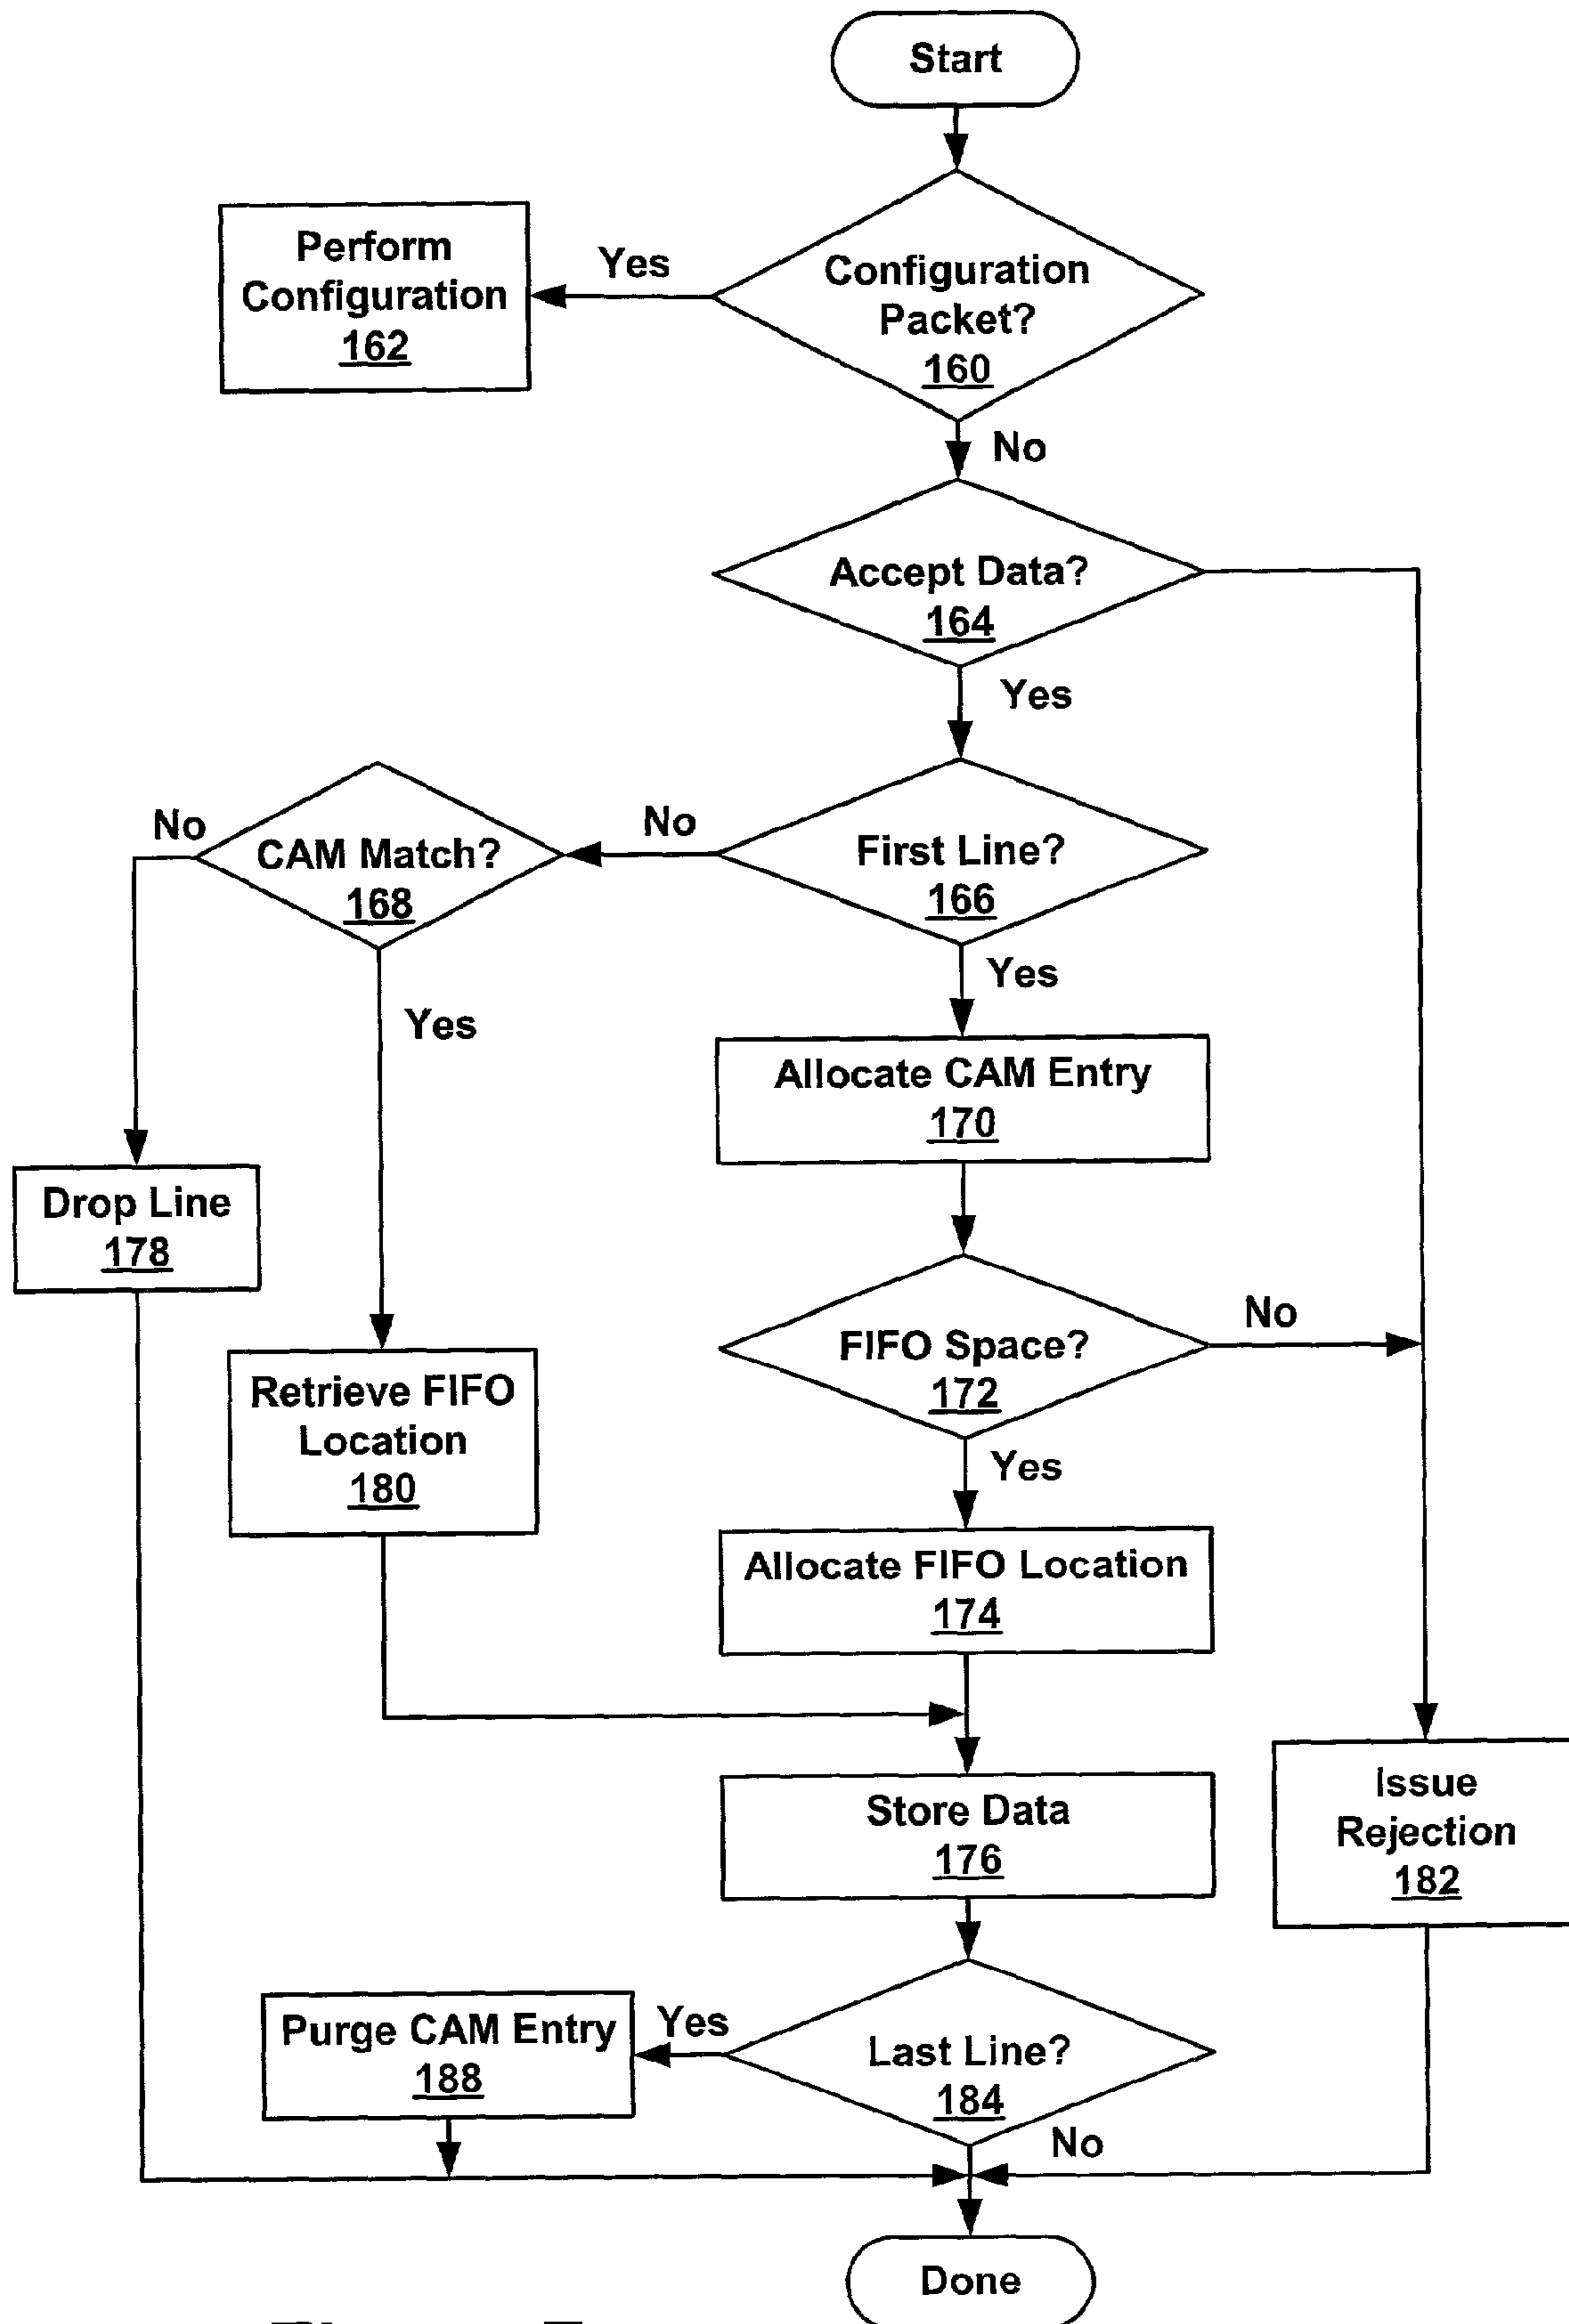 Start
Configuration
Packet?
160
Yes
Perform
Configuration
162
No
Accept Data?
164
Yes
First Line?
166
No
CAM Match?
168
No
Yes
Yes
Allocate CAM Entry
170
Drop Line
178
FIFO Space?
172
No
Retrieve FIFO
Location
180
Yes
Allocate FIFO Location
174
Store Data
176
Issue
Rejection
182
Last Line?
184
Yes
Purge CAM Entry
188
No
Done